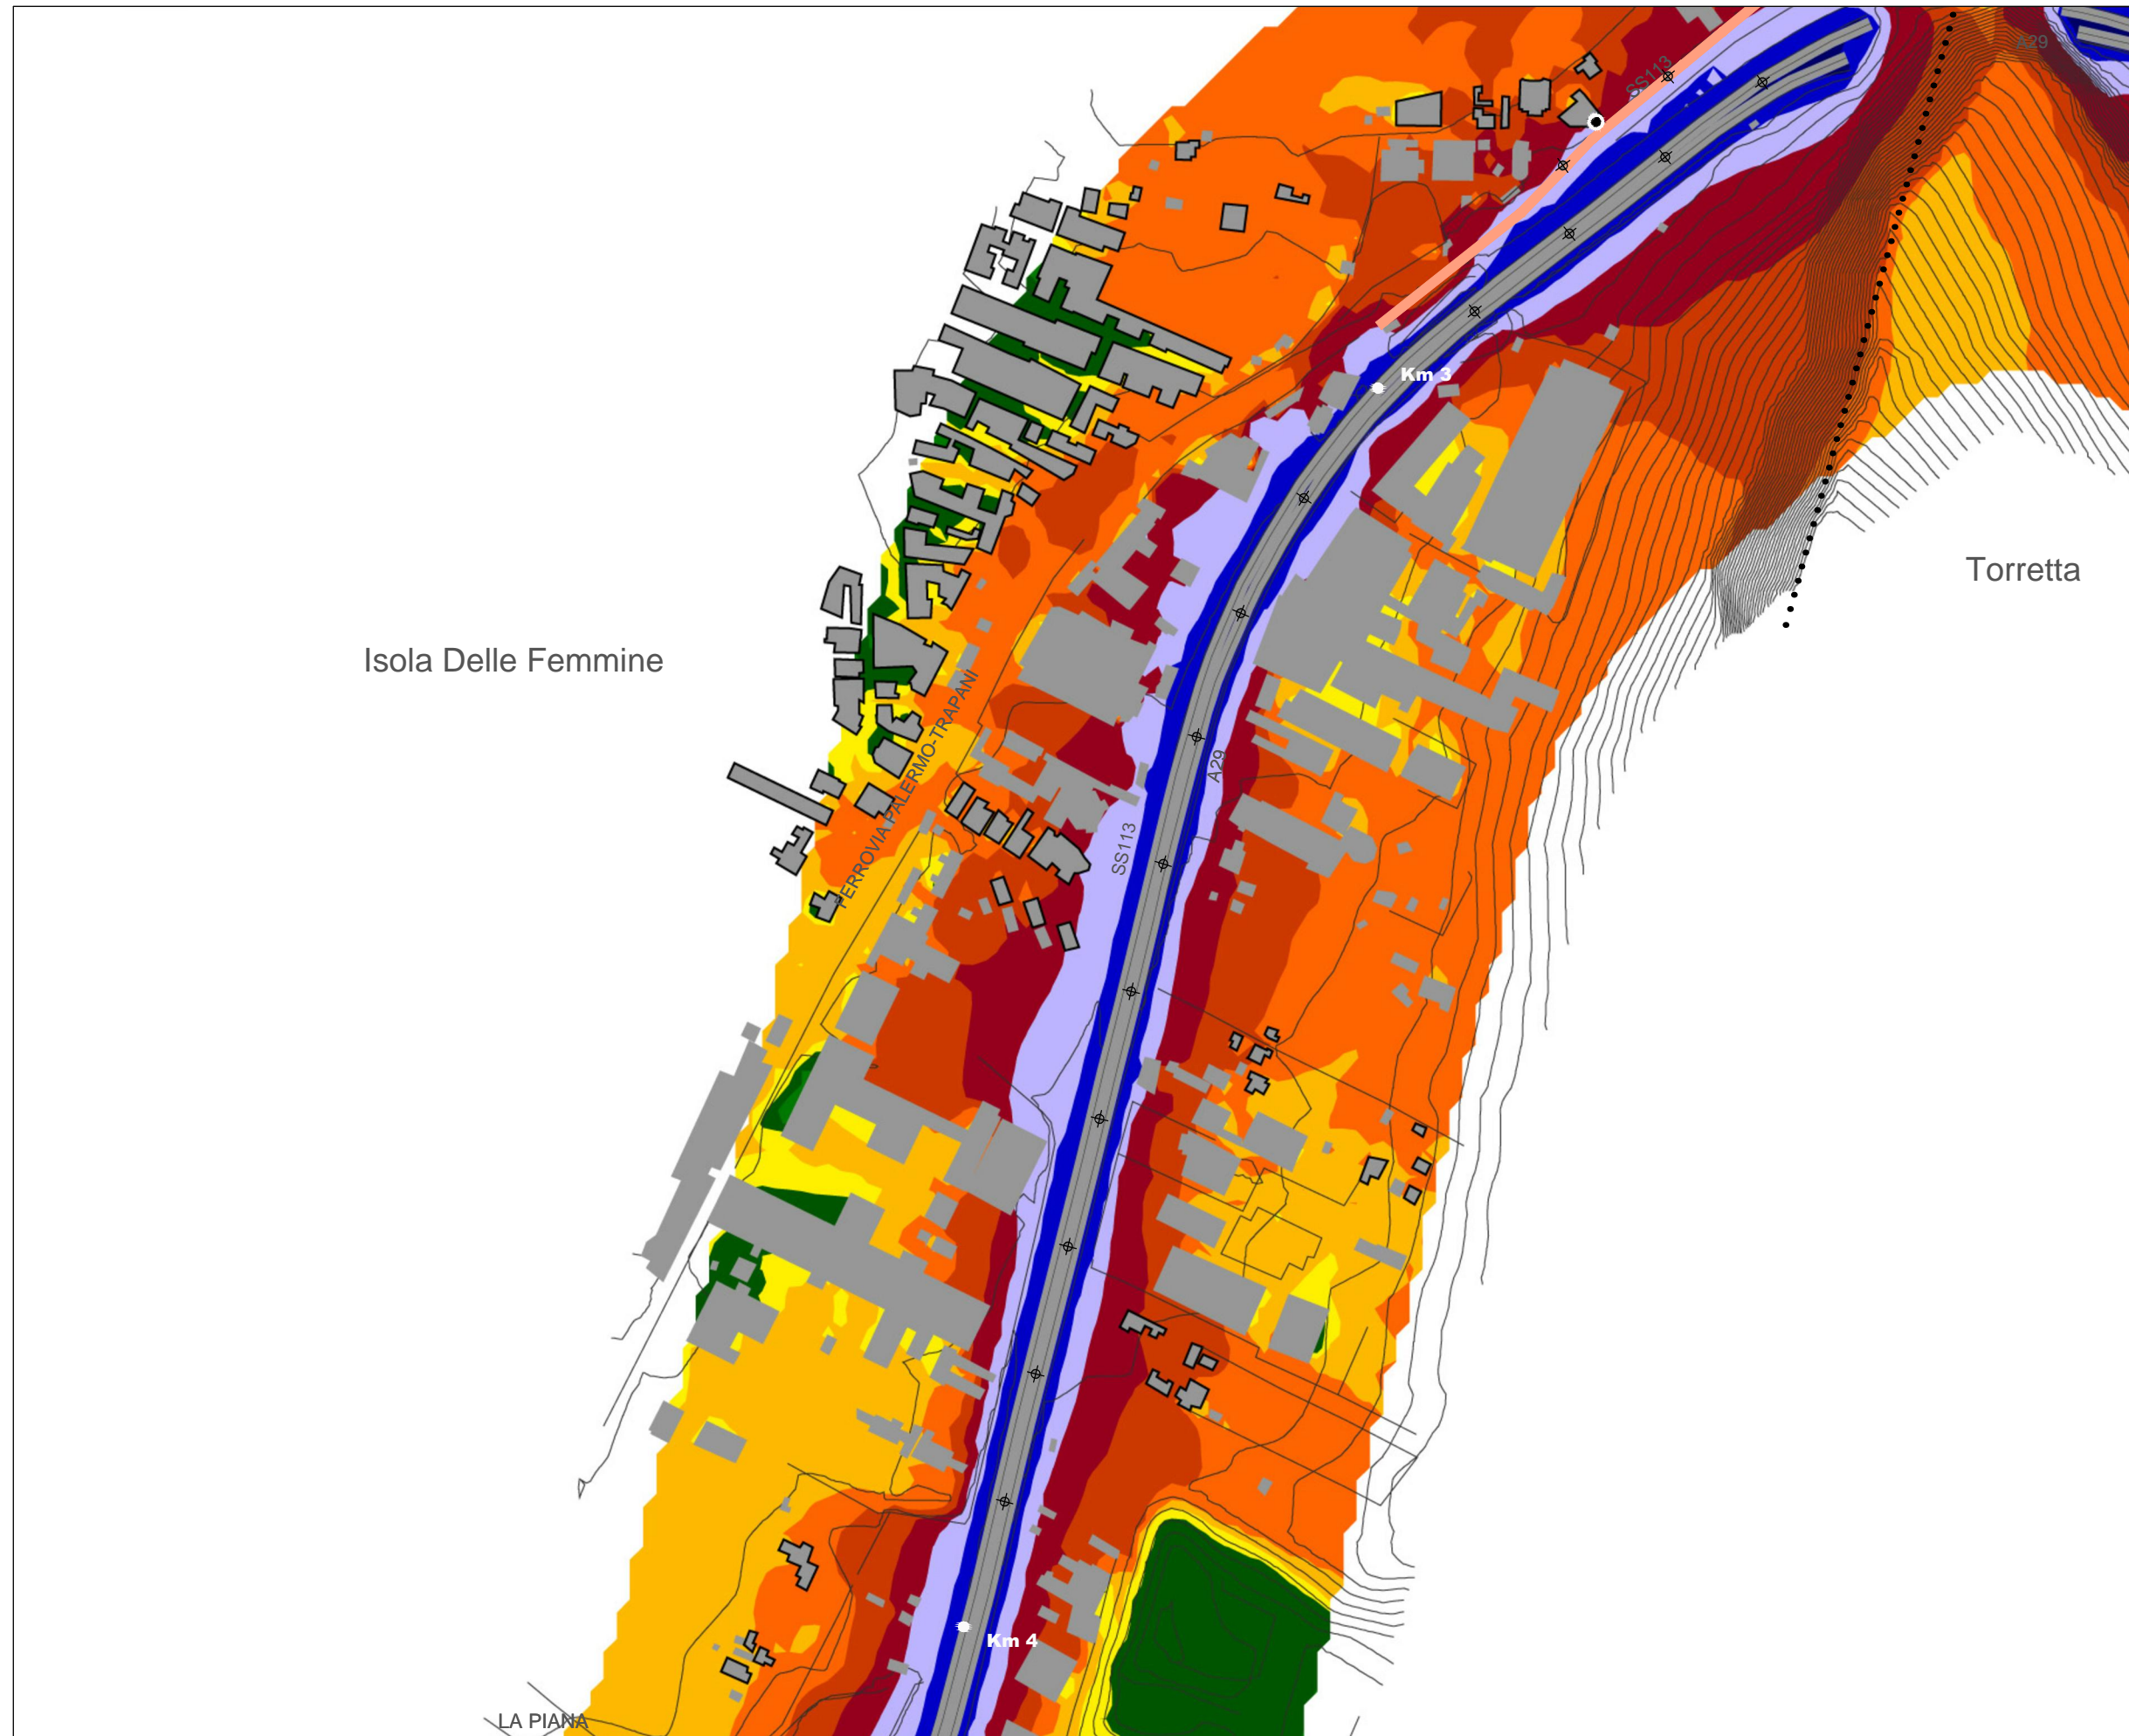 A29
SS113
Km 3
Torretta
Isola Delle Femmine
FERROVIA PALERMO-TRAPANI
A29
SS113
Km 4
LA PIANA